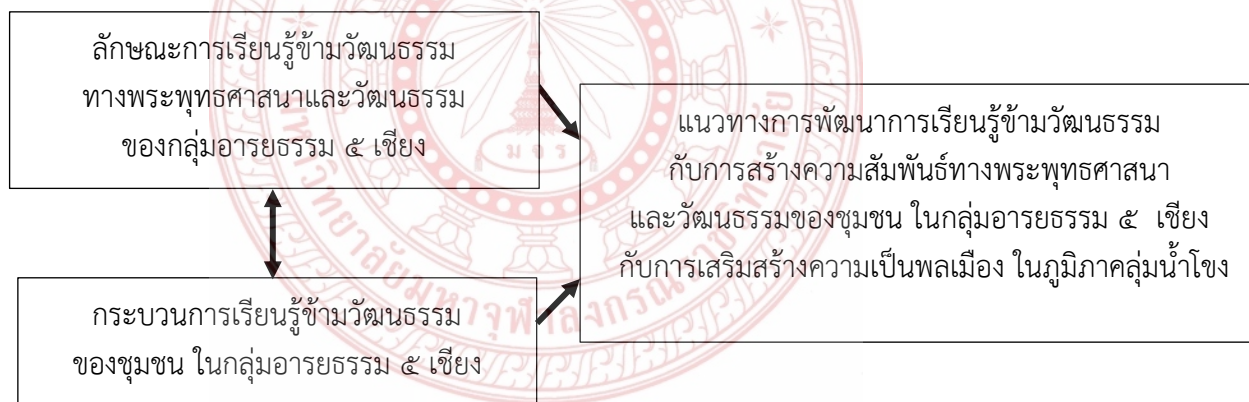 ลักษณะการเรียนรู้ข้ามวัฒนธรรม
ทางพระพุทธศาสนาและวัฒนธรรม
ของกลุ่มอารยธรรม ๕ เชียง
แนวทางการพัฒนาการเรียนรู้ข้ามวัฒนธรรม
กับการสร้างความสัมพันธ์ทางพระพุทธศาสนา
และวัฒนธรรมของชุมชน ในกลุ่มอารยธรรม ๕ เชียง
กับการเสริมสร้างความเป็นพลเมือง ในภูมิภาคลุ่มน้ำโขง
กระบวนการเรียนรู้ข้ามวัฒนธรรม
ของชุมชน ในกลุ่มอารยธรรม ๕ เชียง
ม จ ร